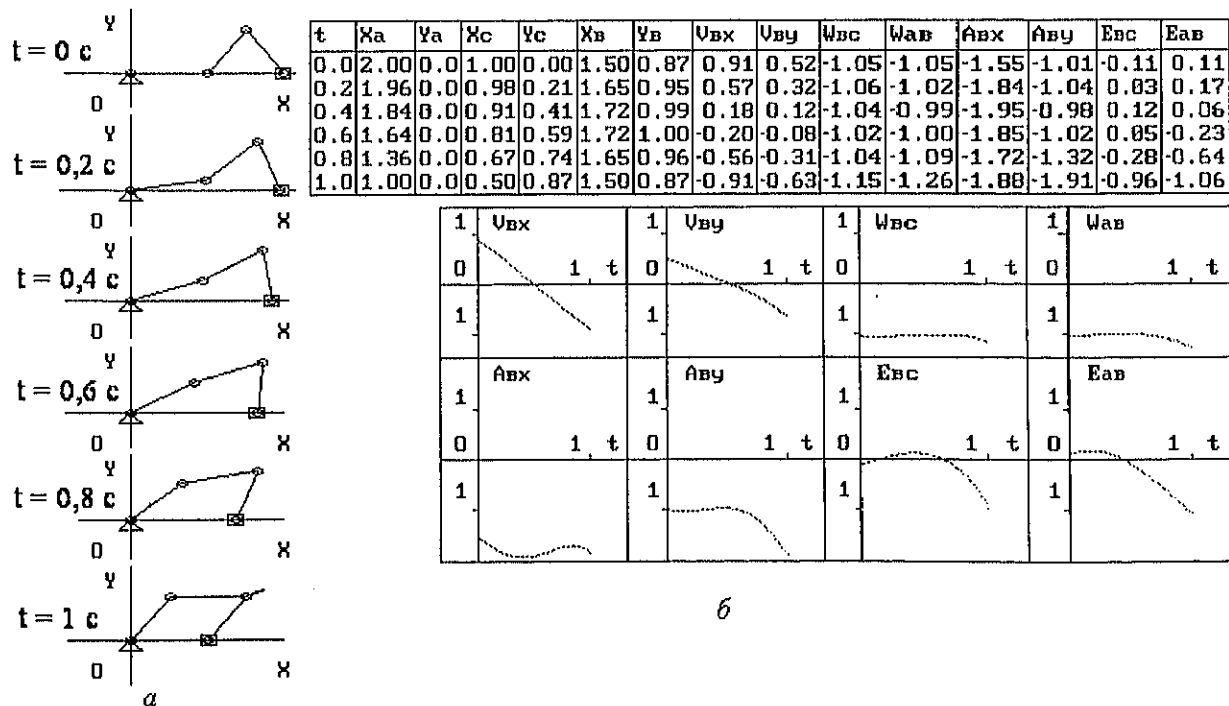 Y
t = 0 c
0 X
Y
t = 0,2 c
0 X
Y
t = 0,4 c
0 X
Y
t = 0,6 c
0 X
Y
t = 0,8 c
0 X
Y
t = 1 c
0 X
а
t Xa Ya Xc Yc Xв Yв Vвx Vвy Wвc Waв Aвx Aвy Eвc Eaв
0.0 2.00 0.0 1.00 0.00 1.50 0.87 0.91 0.52 -1.05 -1.05 -1.55 -1.01 -0.11 0.11
0.2 1.96 0.0 0.98 0.21 1.65 0.95 0.57 0.32 -1.06 -1.02 -1.84 -1.04 0.03 0.17
0.4 1.84 0.0 0.91 0.41 1.72 0.99 0.18 0.12 -1.04 -0.99 -1.95 -0.98 0.12 0.06
0.6 1.64 0.0 0.81 0.59 1.72 1.00 -0.20 -0.08 -1.02 -1.00 -1.85 -1.02 0.05 -0.23
0.8 1.36 0.0 0.67 0.74 1.65 0.96 -0.56 -0.31 -1.04 -1.09 -1.72 -1.32 -0.28 -0.64
1.0 1.00 0.0 0.50 0.87 1.50 0.87 -0.91 -0.63 -1.15 -1.26 -1.88 -1.91 -0.96 -1.06
1 Vвx 1 Vвy 1 Wвc 1 Waв
0 1 t 0 1 t 0 1 t 0 1 t
1 1 1 1
Aвx Aвy Eвc Eaв
1 1 1 1
0 1 t 0 1 t 0 1 t 0 1 t
1 1 1 1
б